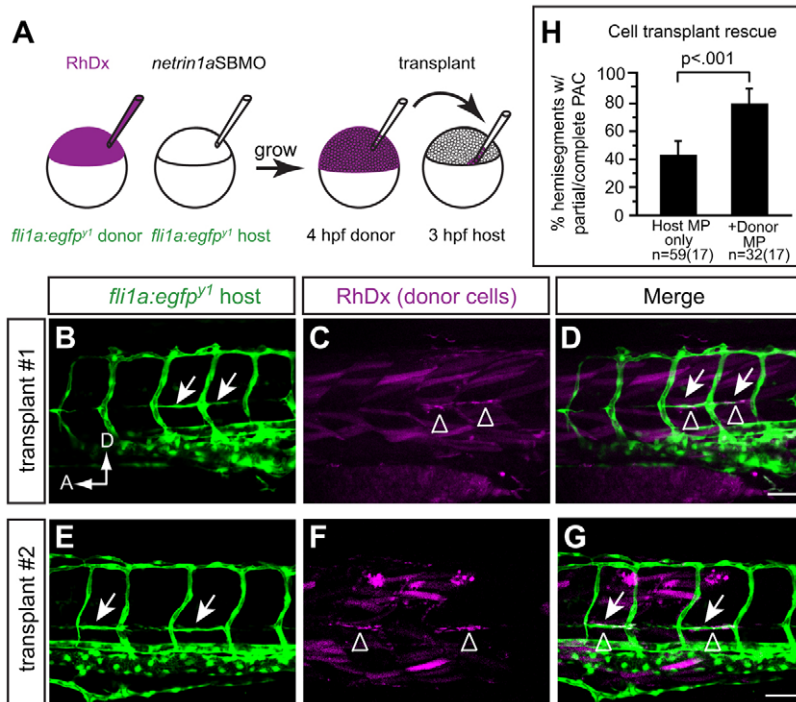 A
RhDx
netrin1aSBMO
transplant
grow
fli1a:egfpy1 donor
fli1a:egfpy1 host
4 hpf donor
3 hpf host
H
Cell transplant rescue
p<.001
% hemisegments w/
partial/complete PAC
100
80
60
40
20
0
Host MP
only
n=59(17)
+Donor
MP
n=32(17)
fli1a:egfpy1 host
RhDx (donor cells)
Merge
transplant #1
B
D
A
C
D
transplant #2
E
F
G